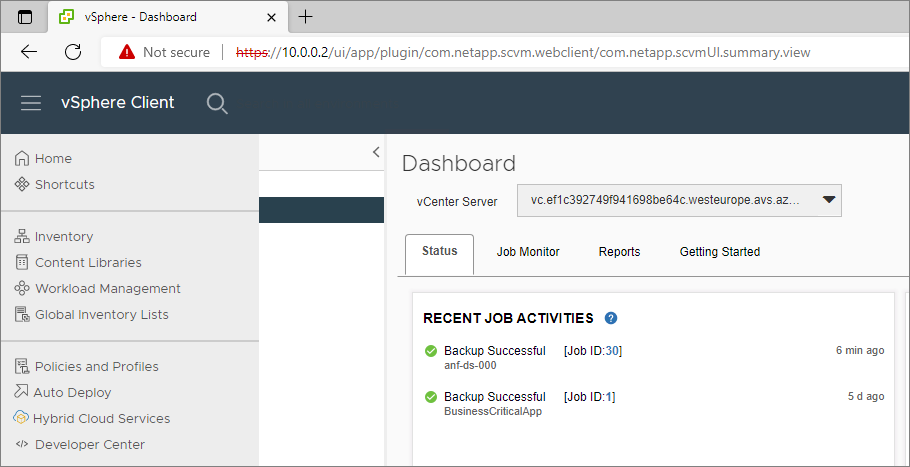 vSphere - Dashboard
Not secure https://10.0.0.2/ui/app/plugin/com.netapp.scvm.webclient/com.netapp.scvmUI.summary.view
vSphere Client
Home
Shortcuts
Inventory
Content Libraries
Workload Management
Global Inventory Lists
Policies and Profiles
Auto Deploy
Hybrid Cloud Services
Developer Center
Dashboard
vCenter Server vc.ef1c392749f941698be64c.westeurope.avs.az...
Status Job Monitor Reports Getting Started
RECENT JOB ACTIVITIES ?
Backup Successful [Job ID:30] 6 min ago
anf-ds-000
Backup Successful [Job ID:1] 5 d ago
BusinessCriticalApp